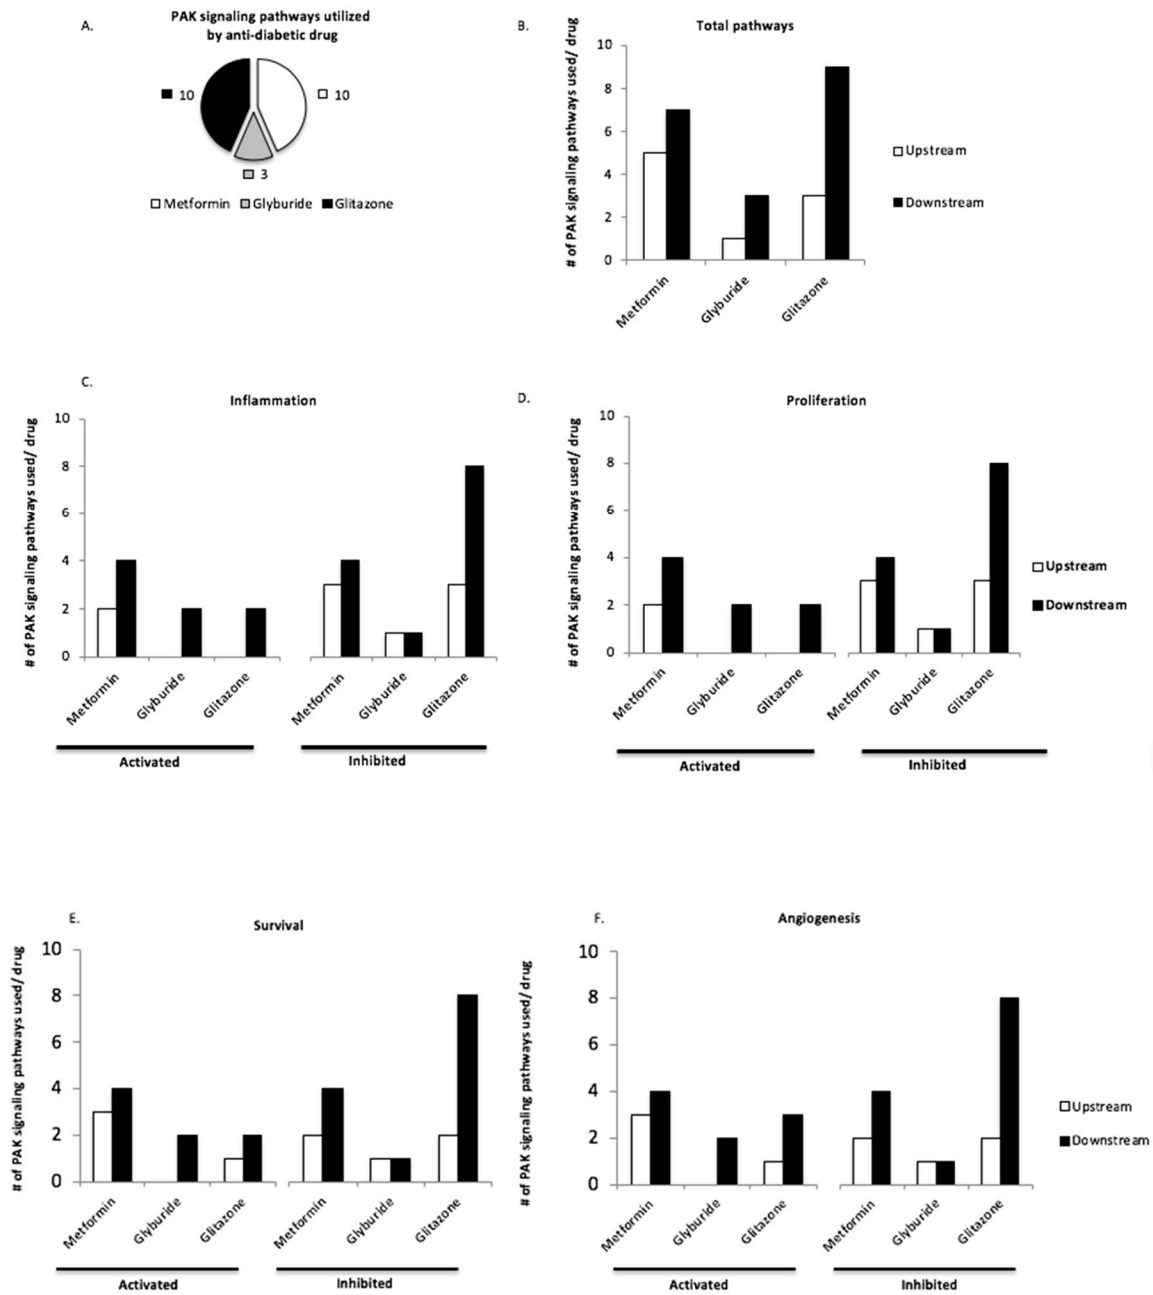 A.
PAK signaling pathways utilized
by anti-diabetic drug
10
10
3
Metformin Glyburide Glitazone
B.
Total pathways
# of PAK signaling pathways used/ drug
10
8
6
4
2
0
Metformin
Glyburide
Glitazone
Upstream
Downstream
C.
Inflammation
# of PAK signaling pathways used/ drug
10
8
6
4
2
0
Metformin
Glyburide
Glitazone
Metformin
Glyburide
Glitazone
Activated
Inhibited
D.
Proliferation
# of PAK signaling pathways used/ drug
10
8
6
4
2
0
Metformin
Glyburide
Glitazone
Metformin
Glyburide
Glitazone
Activated
Inhibited
Upstream
Downstream
E.
Survival
# of PAK signaling pathways used/ drug
10
8
6
4
2
0
Metformin
Glyburide
Glitazone
Metformin
Glyburide
Glitazone
Activated
Inhibited
F.
Angiogenesis
# of PAK signaling pathways used/ drug
10
8
6
4
2
0
Metformin
Glyburide
Glitazone
Metformin
Glyburide
Glitazone
Activated
Inhibited
Upstream
Downstream